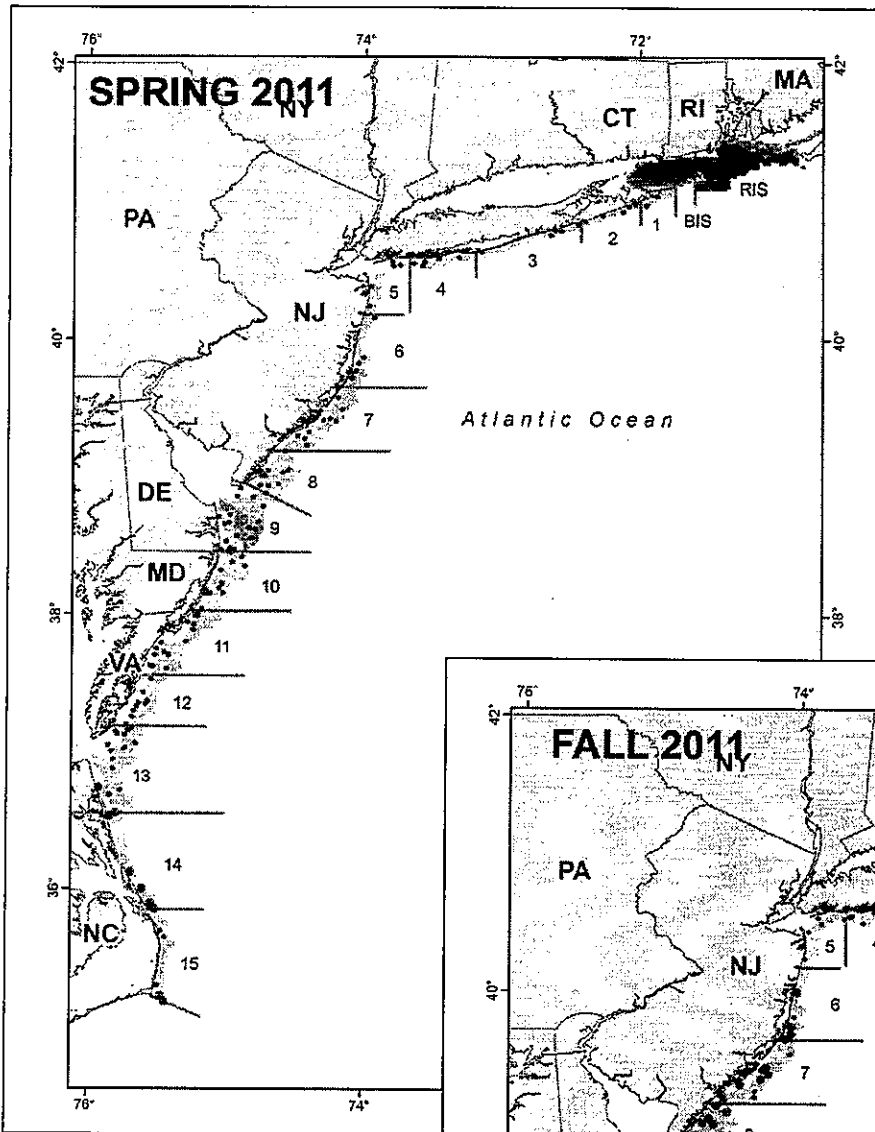 76° 74° 72°
42° 42°
SPRING 2011
NY
MA
RI
CT
RIS
PA
BIS
1
2
3
5 4
NJ
40° 40°
6
7
Atlantic Ocean
8
DE
9
MD
10
38° 38°
11
VA
12
13
14
36°
NC
15
76° 74°
76° 74°
42°
FALL 2011
NY
PA
5
NJ
40°
6
7